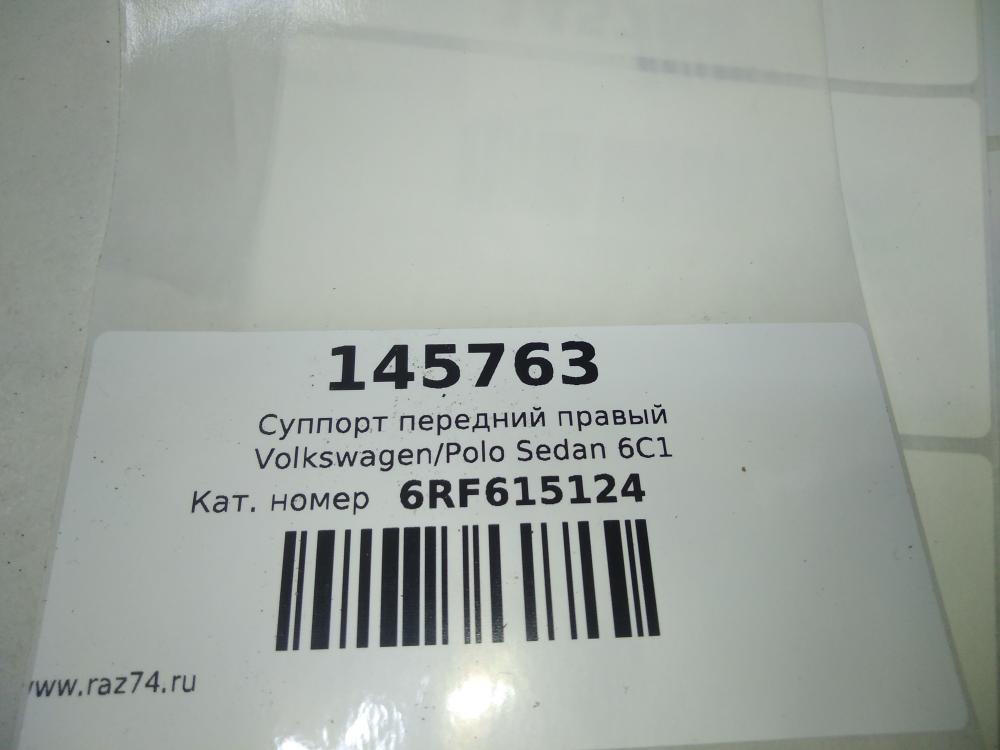 145763
Суппорт передний правый
Volkswagen/Polo Sedan 6C1
Кат. номер 6RF615124
www.raz74.ru